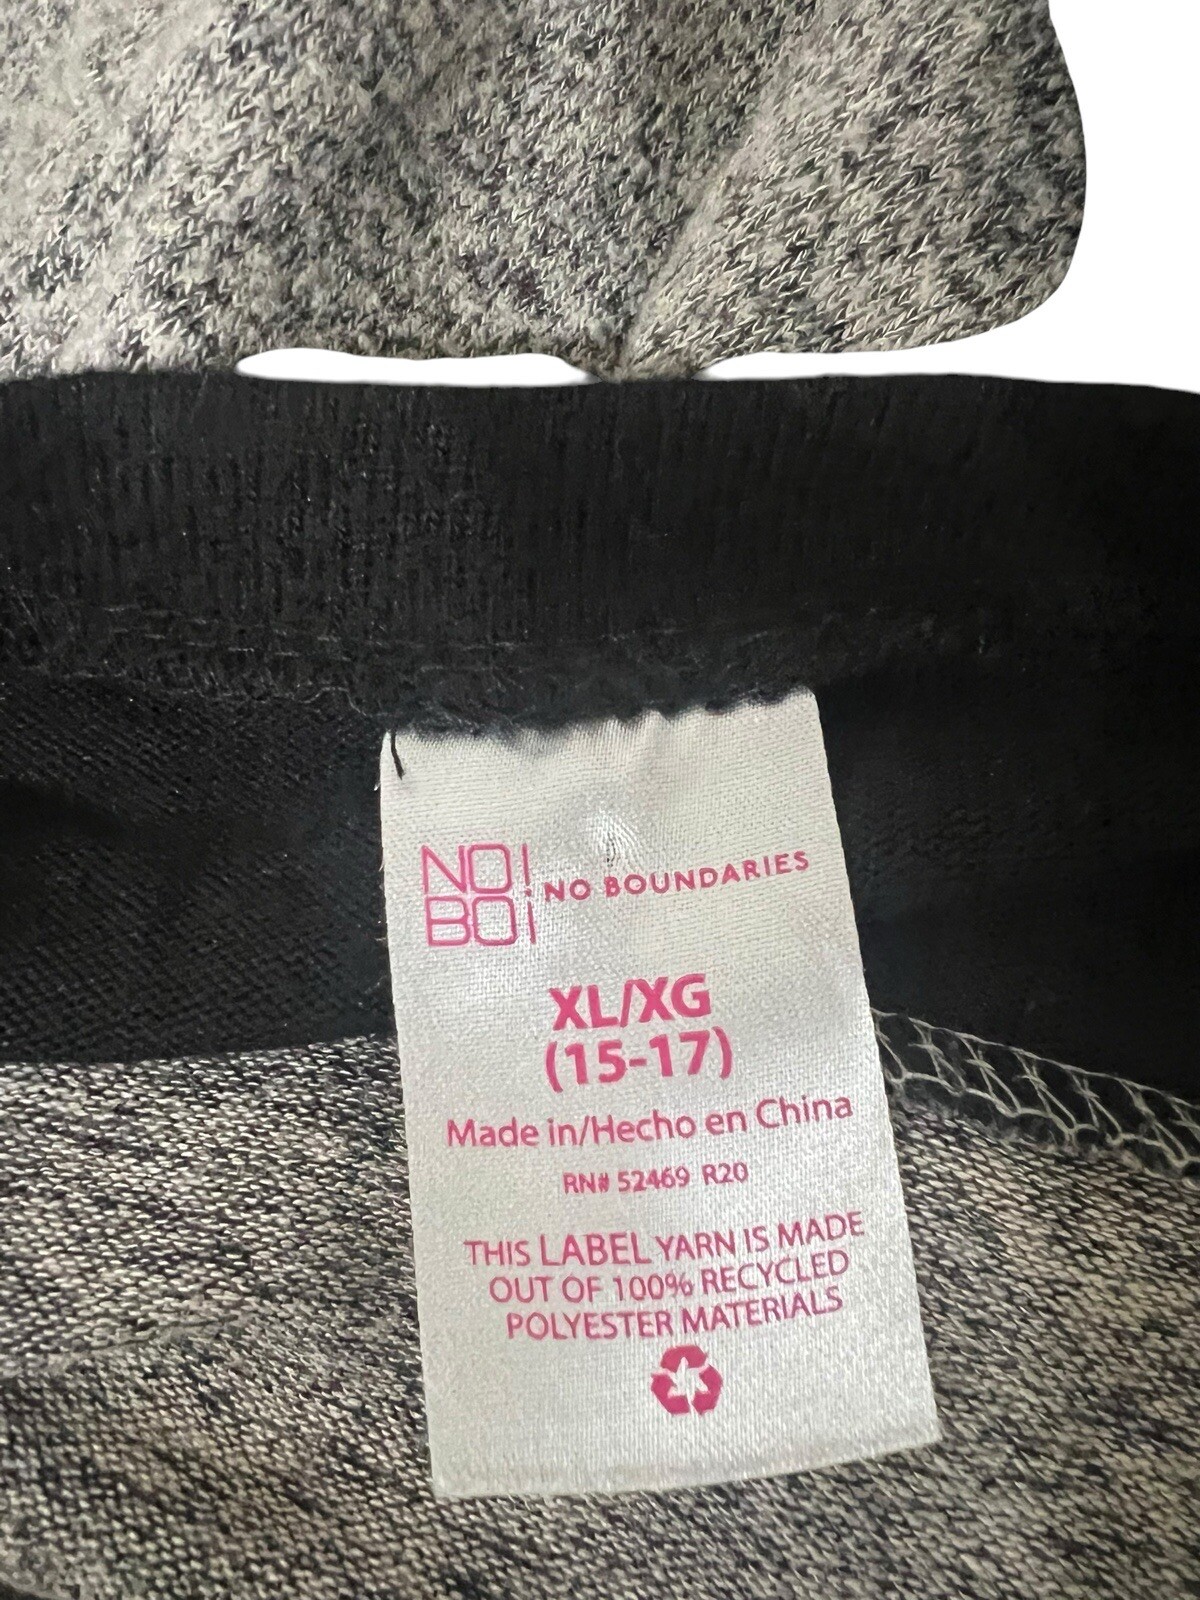 NO!
BO¡
NO BOUNDARIES
XL/XG
(15-17)
Made in/Hecho en China
RN# 52469 R20
THIS LABEL YARN IS MADE
OUT OF 100% RECYCLED
POLYESTER MATERIALS